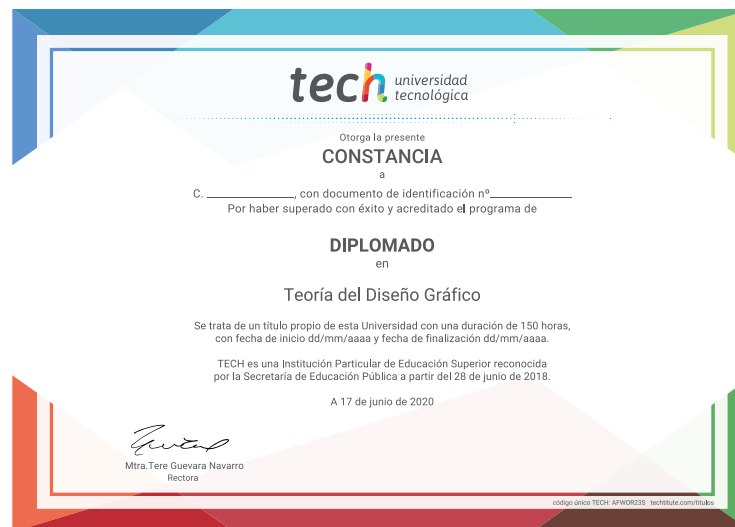 tech universidad
tecnológica
Otorga la presente
CONSTANCIA
a
C. ______________, con documento de identificación nº______________
Por haber superado con éxito y acreditado el programa de
DIPLOMADO
en
Teoría del Diseño Gráfico
Se trata de un título propio de esta Universidad con una duración de 150 horas,
con fecha de inicio dd/mm/aaaa y fecha de finalización dd/mm/aaaa.
TECH es una Institución Particular de Educación Superior reconocida
por la Secretaría de Educación Pública a partir del 28 de junio de 2018.
A 17 de junio de 2020
Mtra.Tere Guevara Navarro
Rectora
código único TECH: AFWOR235 techtitute.com/titulos